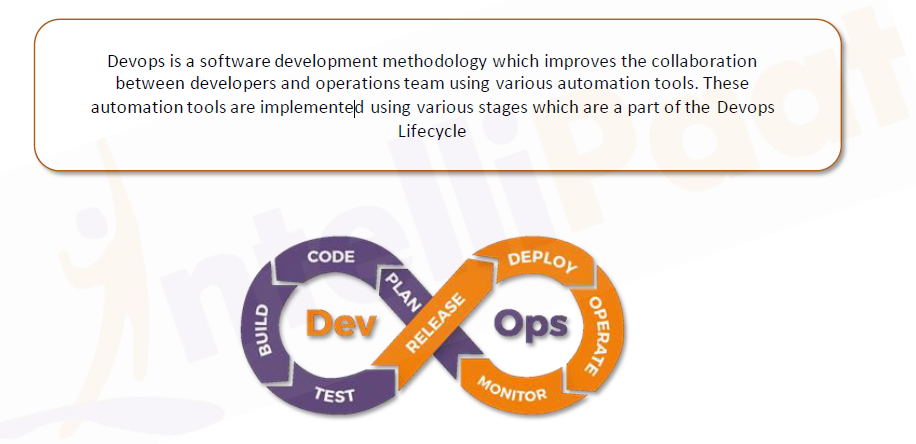 Devops is a software development methodology which improves the collaboration
between developers and operations team using various automation tools. These
automation tools are implemented using various stages which are a part of the Devops
Lifecycle
CODE
PLAN
RELEASE
DEPLOY
BUILD
Dev
Ops
OPERATE
TEST
MONITOR
IntelliPaat